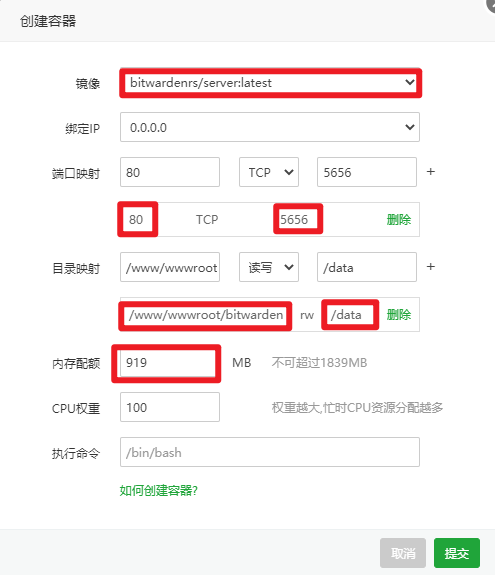 创建容器
镜像 bitwardenrs/server:latest
绑定IP 0.0.0.0
端口映射 80 TCP 5656 +
80 TCP 5656 删除
目录映射 /www/wwwroot 读写 /data +
/www/wwwroot/bitwarden rw /data 删除
内存配额 919 MB 不可超过1839MB
CPU权重 100 权重越大,忙时CPU资源分配越多
执行命令 /bin/bash
如何创建容器?
取消 提交